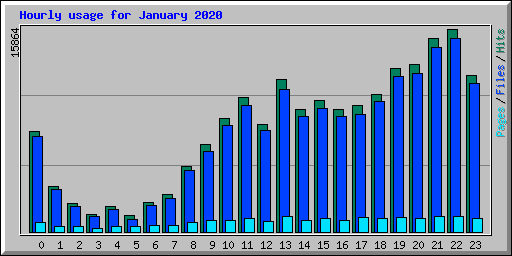 Hourly usage for January 2020
15864
Pages/Files/Hits
0 1 2 3 4 5 6 7 8 9 10 11 12 13 14 15 16 17 18 19 20 21 22 23